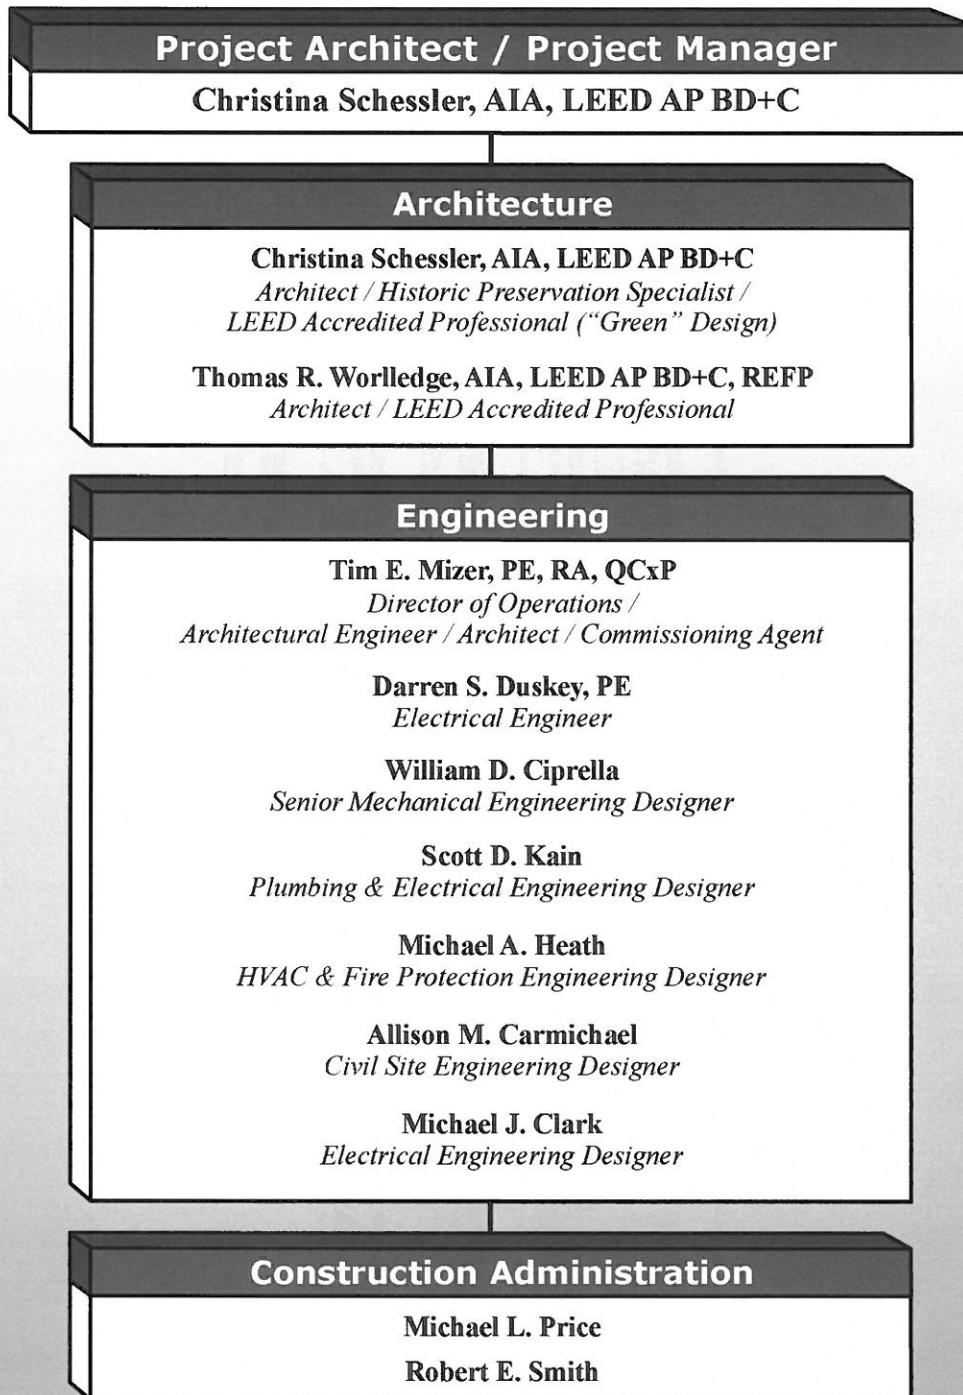 Project Architect / Project Manager
Christina Schessler, AIA, LEED AP BD+C
Architecture
Christina Schessler, AIA, LEED AP BD+C
Architect / Historic Preservation Specialist /
LEED Accredited Professional (“Green” Design)
Thomas R. Worlledge, AIA, LEED AP BD+C, REFP
Architect / LEED Accredited Professional
Engineering
Tim E. Mizer, PE, RA, QCxP
Director of Operations /
Architectural Engineer / Architect / Commissioning Agent
Darren S. Duskey, PE
Electrical Engineer
William D. Ciprella
Senior Mechanical Engineering Designer
Scott D. Kain
Plumbing & Electrical Engineering Designer
Michael A. Heath
HVAC & Fire Protection Engineering Designer
Allison M. Carmichael
Civil Site Engineering Designer
Michael J. Clark
Electrical Engineering Designer
Construction Administration
Michael L. Price
Robert E. Smith